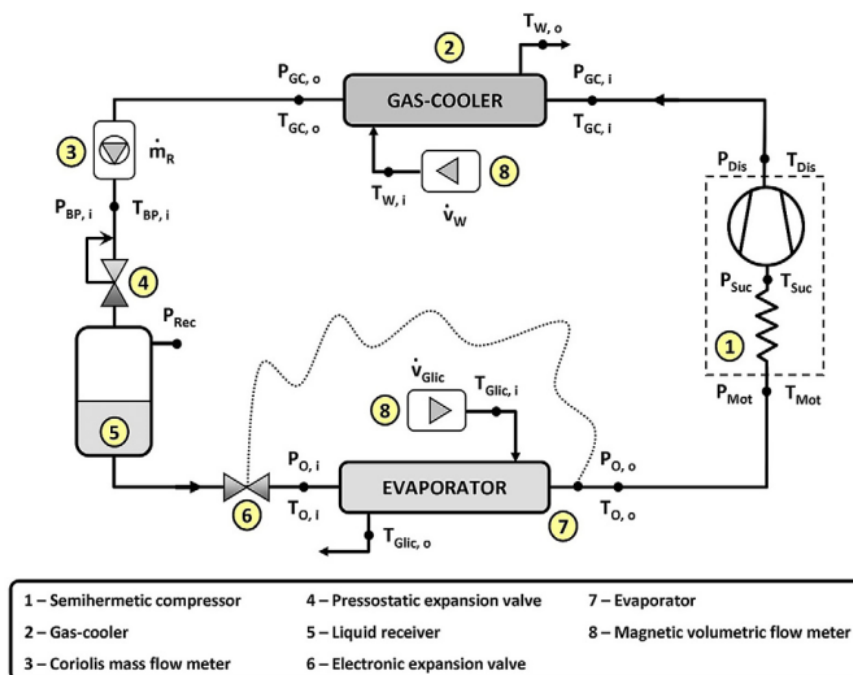 T_W, o
2
P_GC, o
GAS-COOLER
P_GC, i
T_GC, o
T_GC, i
3
ṁ_R
8
T_W, i
v̇_W
P_Dis
T_Dis
P_BP, i
T_BP, i
4
P_Suc
T_Suc
P_Rec
1
v̇_Glic
T_Glic, i
P_Mot
T_Mot
8
5
P_O, i
EVAPORATOR
P_O, o
6
T_O, i
7
T_O, o
T_Glic, o
1 – Semihermetic compressor
4 – Pressostatic expansion valve
7 – Evaporator
2 – Gas-cooler
5 – Liquid receiver
8 – Magnetic volumetric flow meter
3 – Coriolis mass flow meter
6 – Electronic expansion valve